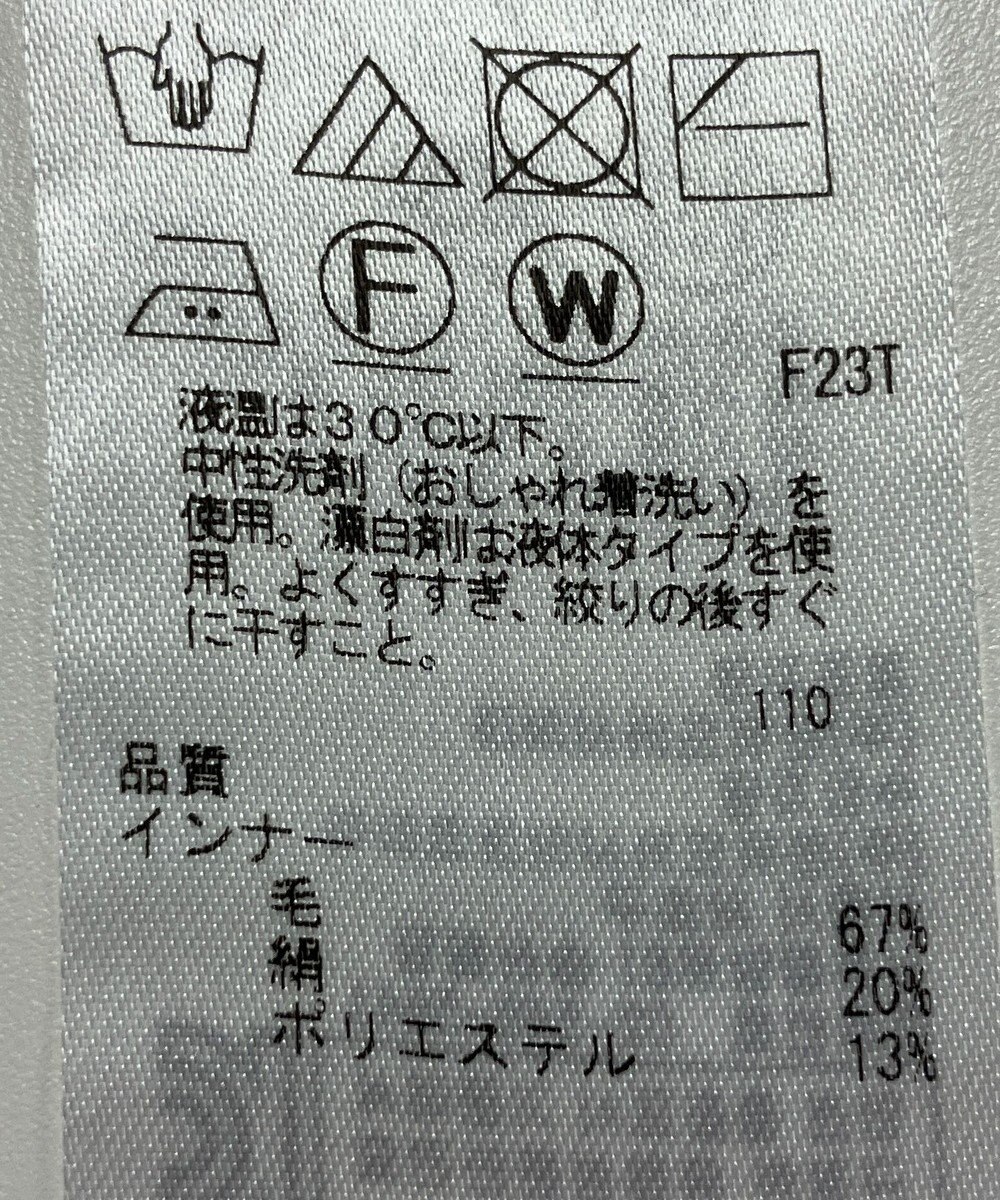 F
W
F23T
液温は30℃以下。
中性洗剤(おしゃれ着洗い)を
使用。漂白剤は液体タイプを使
用。よくすすぎ、絞りの後すぐ
に干すこと。
110
品質
インナー
毛 67%
絹 20%
ポリエステル 13%